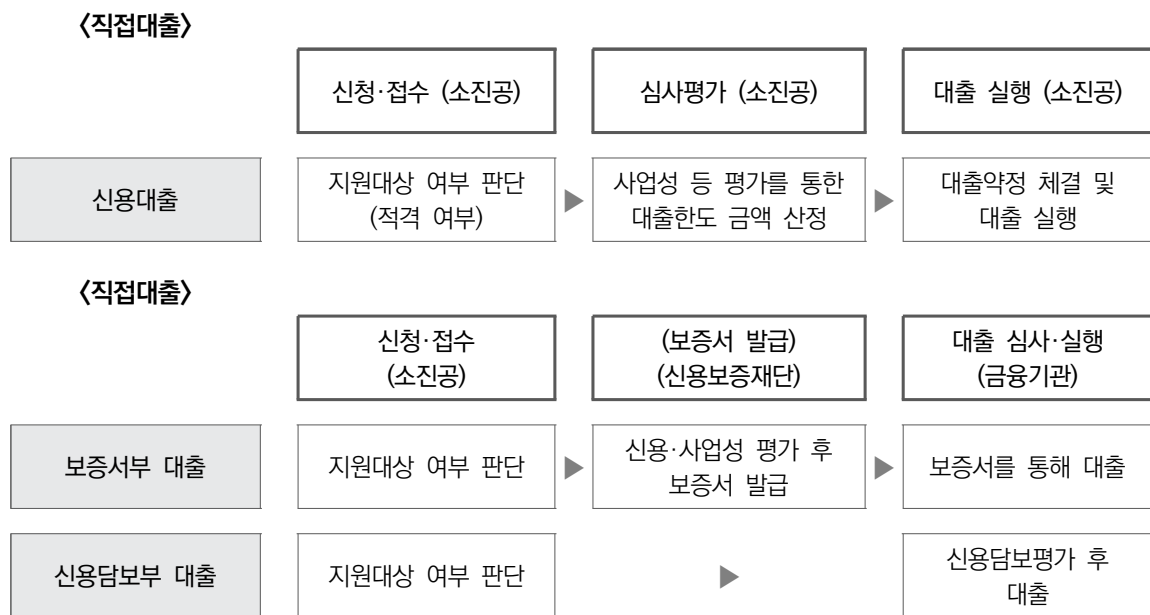 〈직접대출〉
신청·접수 (소진공)
심사평가 (소진공)
대출 실행 (소진공)
신용대출
지원대상 여부 판단
(적격 여부)
▶
사업성 등 평가를 통한
대출한도 금액 산정
▶
대출약정 체결 및
대출 실행
〈직접대출〉
신청·접수
(소진공)
(보증서 발급)
(신용보증재단)
대출 심사·실행
(금융기관)
보증서부 대출
지원대상 여부 판단
▶
신용·사업성 평가 후
보증서 발급
▶
보증서를 통해 대출
신용담보부 대출
지원대상 여부 판단
▶
신용담보평가 후
대출